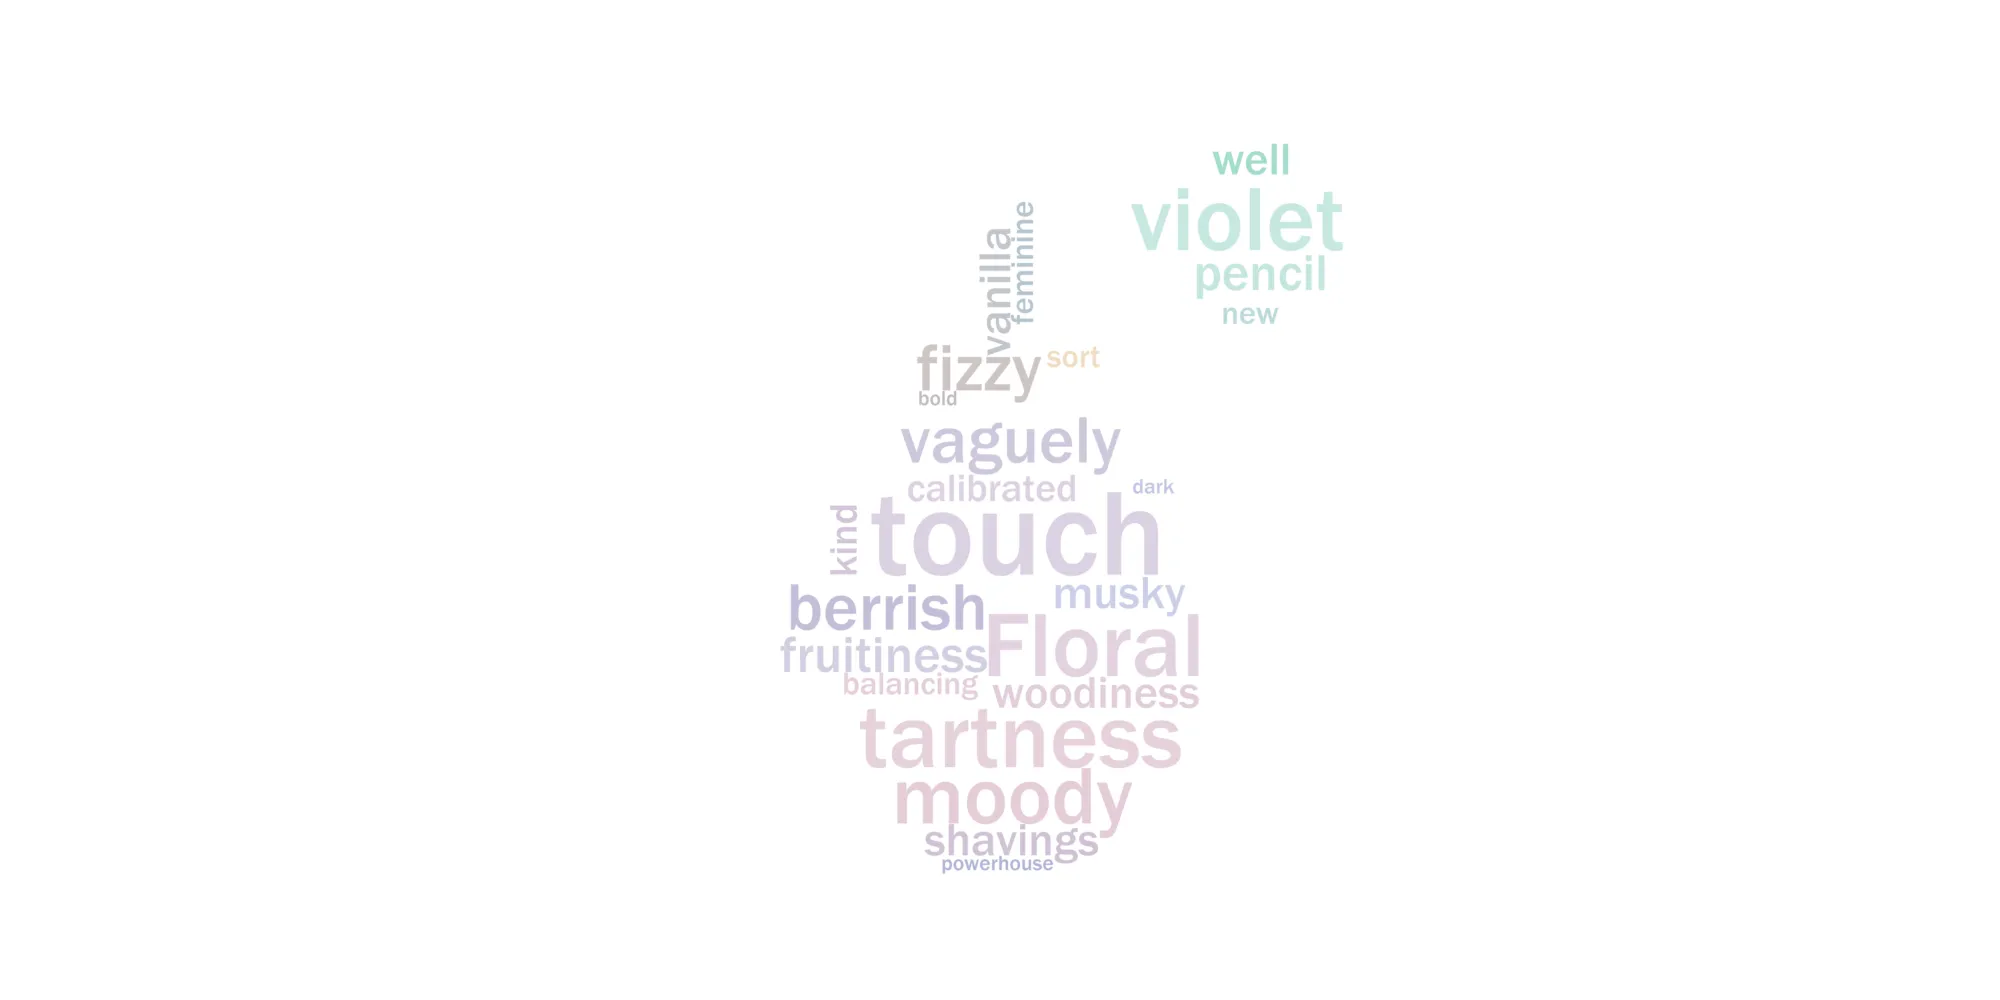 well
violet
pencil
new
vanilla
feminine
fizzy
sort
bold
vaguely
calibrated
dark
kind
touch
musky
berrish
Floral
fruitiness
balancing
woodiness
tartness
moody
shavings
powerhouse